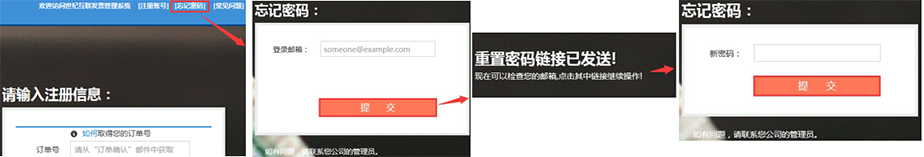 欢迎访问世纪互联发票管理系统 [注册账号] [忘记密码] [常见问题]
请输入注册信息：
如何取得您的订单号
订单号
请从“订单确认”邮件中获取
忘记密码：
登录邮箱：
someone@example.com
提 交
如有问题，请联系您公司的管理员。
重置密码链接已发送!
现在可以检查您的邮箱,点击其中链接继续操作!
忘记密码：
新密码：
提 交
如有问题，请联系您公司的管理员。